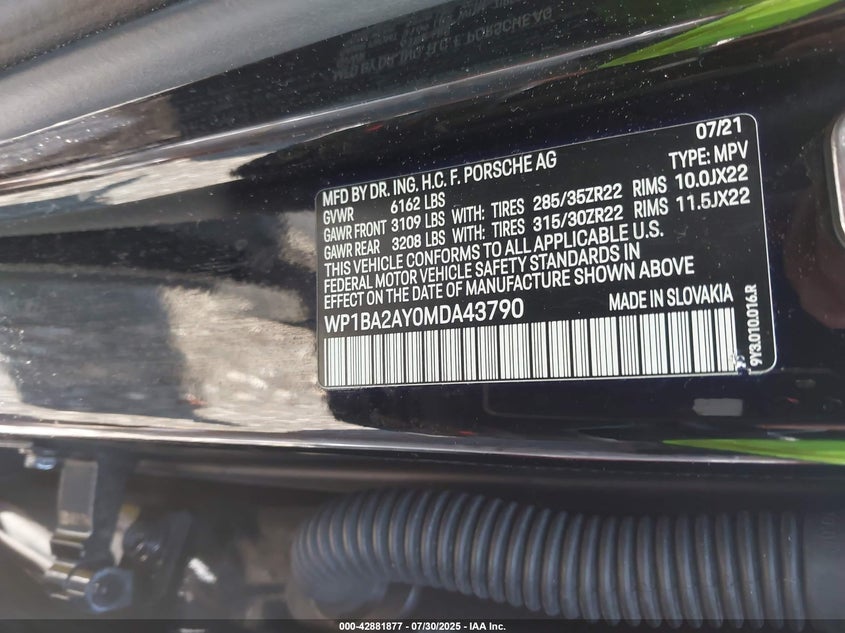 07/21
MFD BY DR. ING. H.C. F. PORSCHE AG TYPE: MPV
GVWR 6162 LBS
GAWR FRONT 3109 LBS WITH: TIRES 285/35ZR22 RIMS 10.0JX22
GAWR REAR 3208 LBS WITH: TIRES 315/30ZR22 RIMS 11.5JX22
THIS VEHICLE CONFORMS TO ALL APPLICABLE U.S.
FEDERAL MOTOR VEHICLE SAFETY STANDARDS IN
EFFECT ON THE DATE OF MANUFACTURE SHOWN ABOVE
WP1BA2AY0MDA43790 MADE IN SLOVAKIA
9Y3.010.016.R
000-42881877 - 07/30/2025 - IAA Inc.